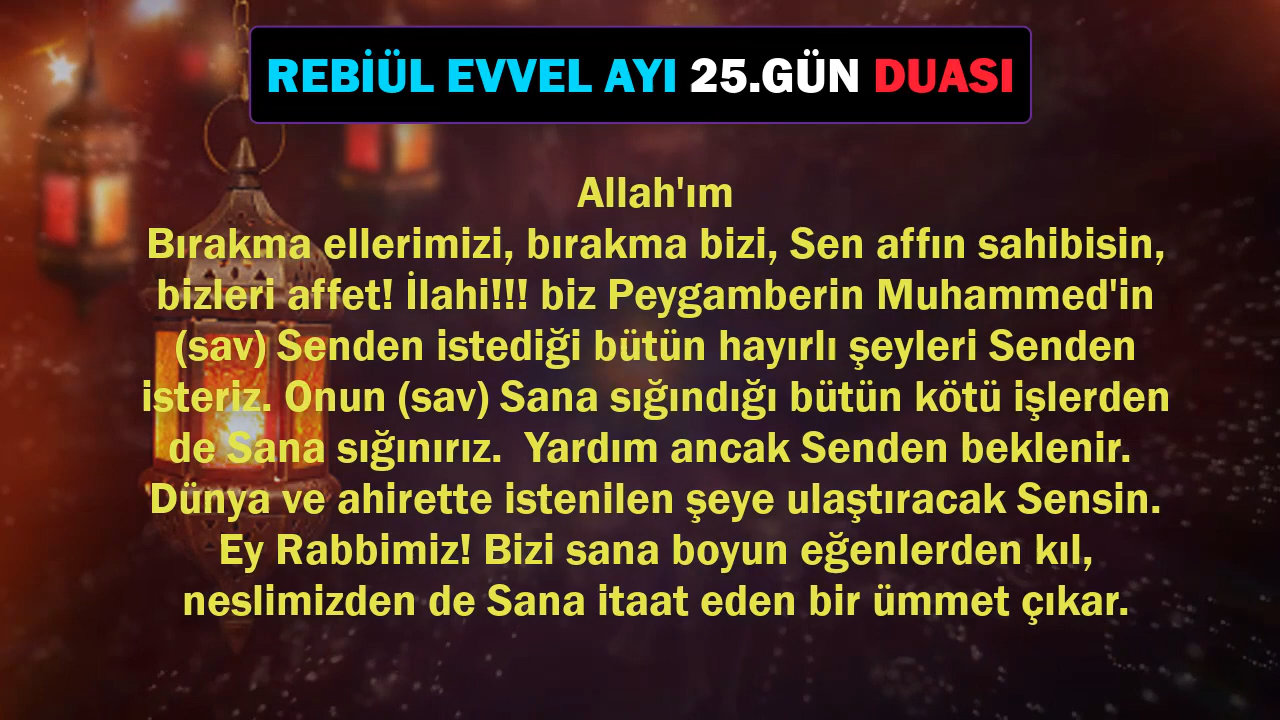 REBİÜL EVVEL AYI 25.GÜN DUASI
Allah'ım
Bırakma ellerimizi, bırakma bizi, Sen affın sahibisin,
bizleri affet! İlahi!!! biz Peygamberin Muhammed'in
(sav) Senden istediği bütün hayırlı şeyleri Senden
isteriz. Onun (sav) Sana sığındığı bütün kötü işlerden
de Sana sığınırız.  Yardım ancak Senden beklenir.
Dünya ve ahirette istenilen şeye ulaştıracak Sensin.
Ey Rabbimiz! Bizi sana boyun eğenlerden kıl,
neslimizden de Sana itaat eden bir ümmet çıkar.